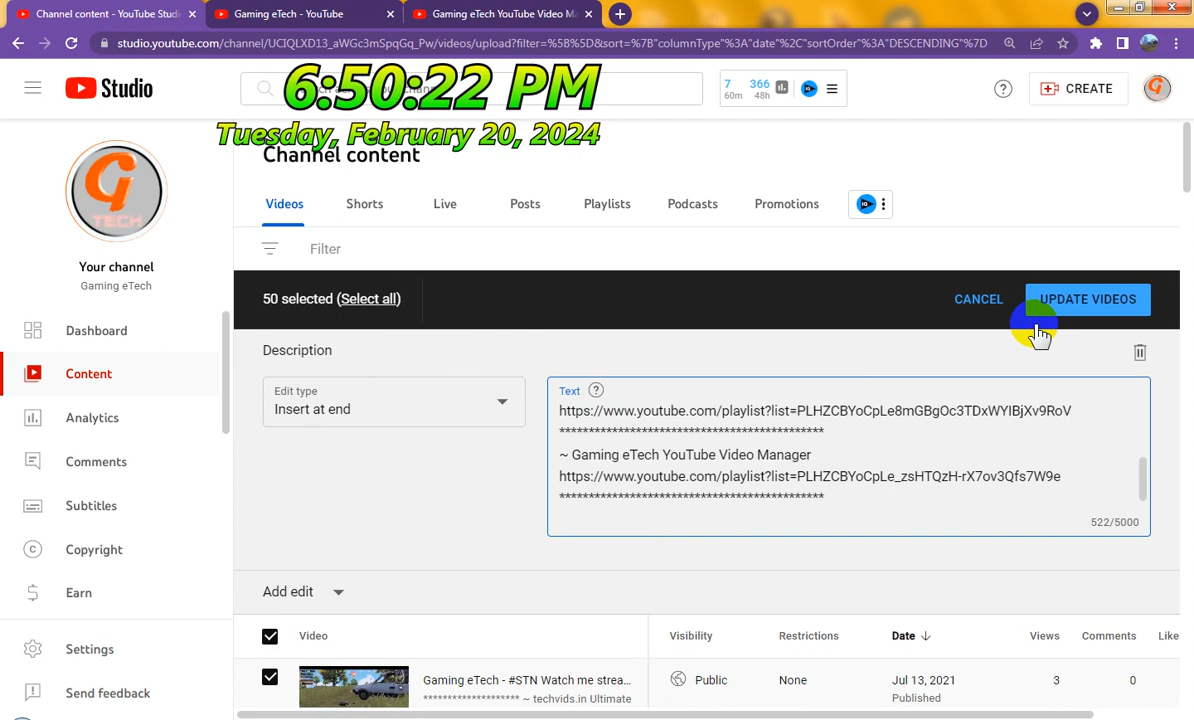 Channel content - YouTube Studi
Gaming eTech - YouTube
Gaming eTech YouTube Video Ma
studio.youtube.com/channel/UCIQLXD13_aWGc3mSpqGq_Pw/videos/upload?filter=%5B%5D&sort=%7B"columnType"%3A"date"%2C"sortOrder"%3A"DESCENDING"%7D
Studio
6:50:22 PM
Tuesday, February 20, 2024
7 366
60m 48h
CREATE
G
Channel content
G TECH
Your channel
Gaming eTech
Dashboard
Content
Analytics
Comments
Subtitles
Copyright
Earn
Settings
Send feedback
Videos Shorts Live Posts Playlists Podcasts Promotions
Filter
50 selected (Select all) CANCEL UPDATE VIDEOS
Description
Edit type
Insert at end
Text
https://www.youtube.com/playlist?list=PLHZCBYoCpLe8mGBgOc3TDxWYIBjXv9RoV
*********************************************
~ Gaming eTech YouTube Video Manager
https://www.youtube.com/playlist?list=PLHZCBYoCpLe_zsHTQzH-rX7ov3Qfs7W9e
*********************************************
522/5000
Add edit
Video Visibility Restrictions Date Views Comments Like
Gaming eTech - #STN Watch me strea... Public None Jul 13, 2021 3 0
******************** ~ techvids.in Ultimate Published